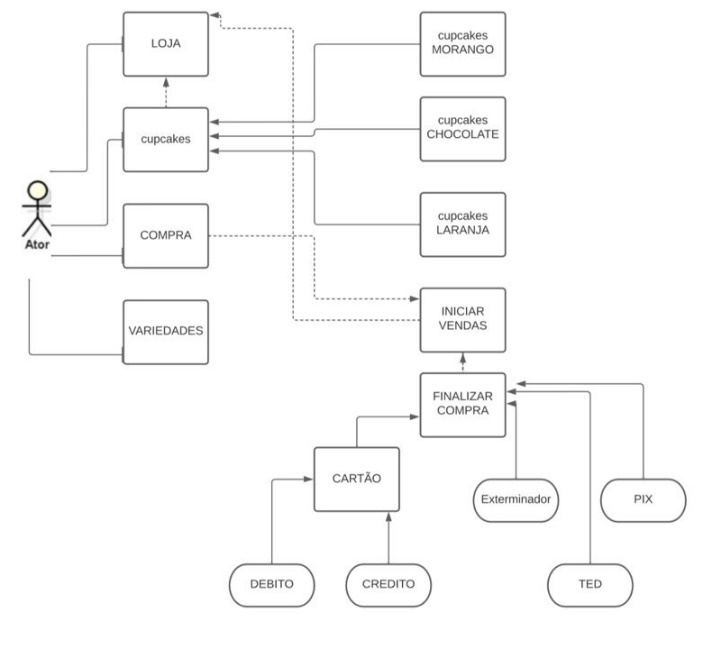 LOJA
cupcakes
MORANGO
cupcakes
cupcakes
CHOCOLATE
Ator
COMPRA
cupcakes
LARANJA
VARIEDADES
INICIAR
VENDAS
FINALIZAR
COMPRA
CARTÃO
Exterminador
PIX
DEBITO
CREDITO
TED